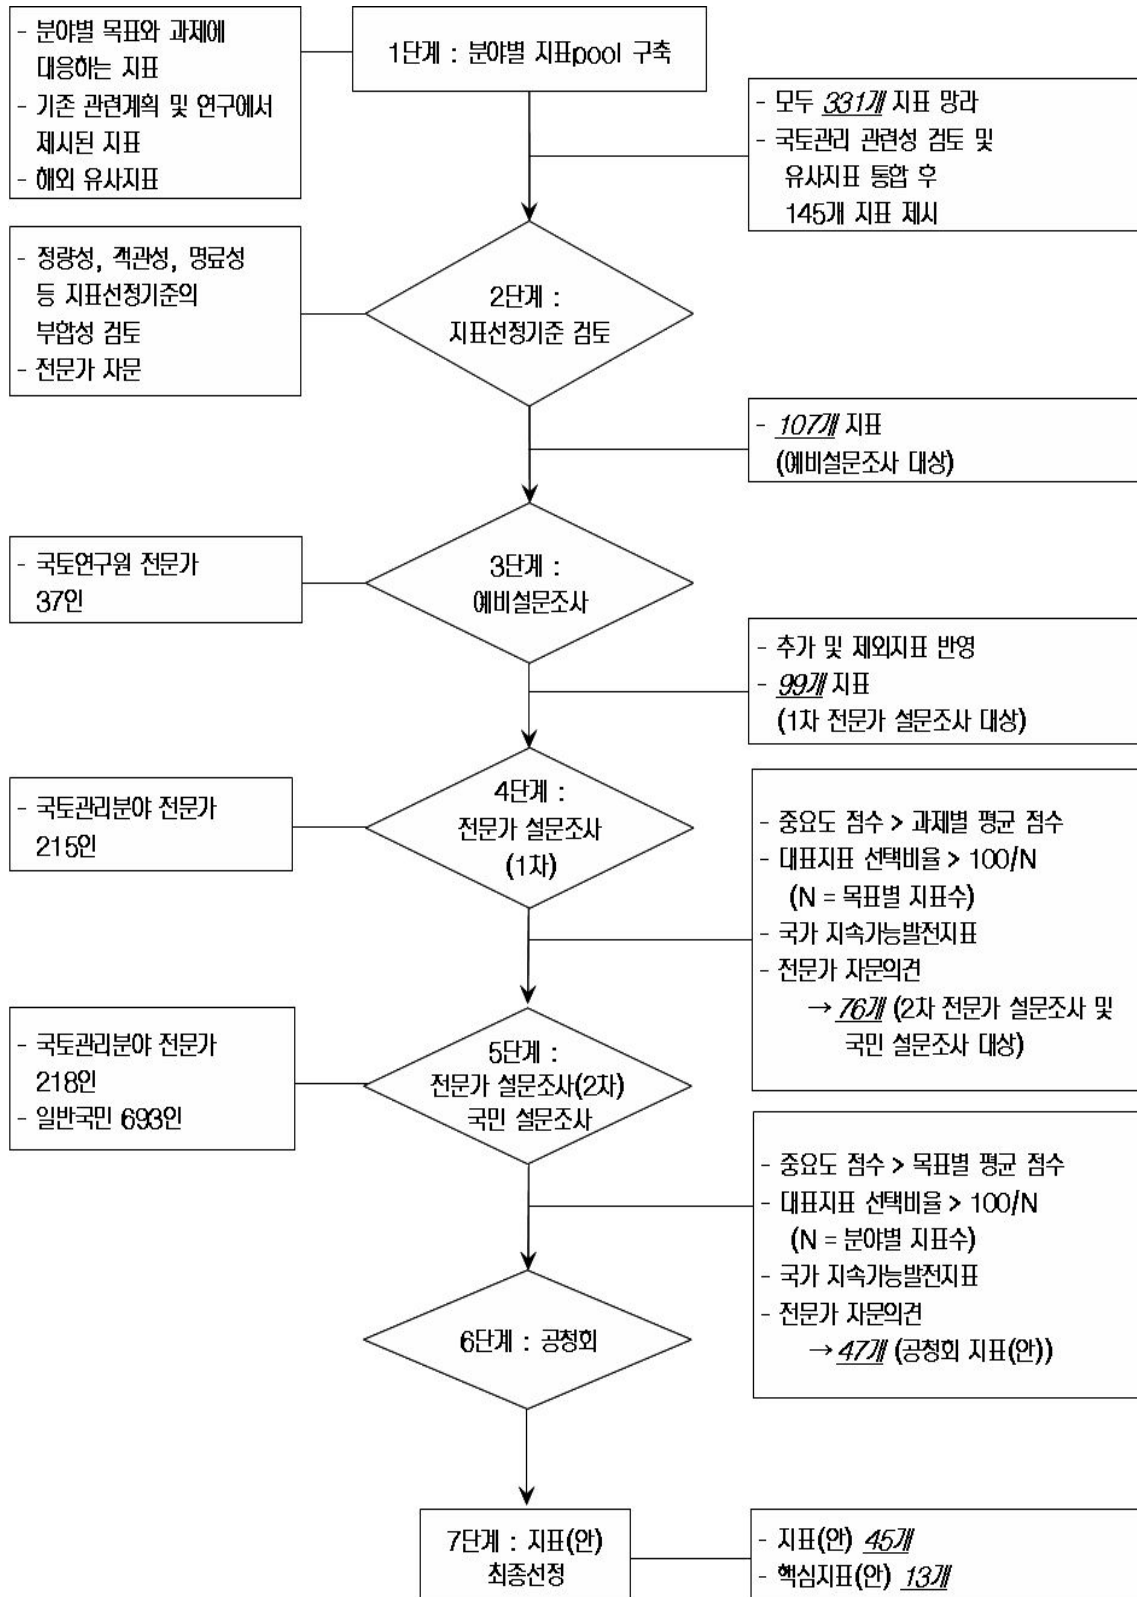 - 분야별 목표와 과제에
대응하는 지표
- 기존 관련계획 및 연구에서
제시된 지표
- 해외 유사지표
1단계 : 분야별 지표pool 구축
- 모두 331개 지표 망라
- 국토관리 관련성 검토 및
유사지표 통합 후
145개 지표 제시
- 정량성, 객관성, 명료성
등 지표선정기준의
부합성 검토
- 전문가 자문
2단계 :
지표선정기준 검토
- 107개 지표
(예비설문조사 대상)
- 국토연구원 전문가
37인
3단계 :
예비설문조사
- 추가 및 제외지표 반영
- 99개 지표
(1차 전문가 설문조사 대상)
- 국토관리분야 전문가
215인
4단계 :
전문가 설문조사
(1차)
- 중요도 점수 > 과제별 평균 점수
- 대표지표 선택비율 > 100/N
(N = 목표별 지표수)
- 국가 지속가능발전지표
- 전문가 자문의견
→ 76개 (2차 전문가 설문조사 및
국민 설문조사 대상)
- 국토관리분야 전문가
218인
- 일반국민 693인
5단계 :
전문가 설문조사(2차)
국민 설문조사
- 중요도 점수 > 목표별 평균 점수
- 대표지표 선택비율 > 100/N
(N = 분야별 지표수)
- 국가 지속가능발전지표
- 전문가 자문의견
→ 47개 (공청회 지표(안))
6단계 : 공청회
7단계 : 지표(안)
최종선정
- 지표(안) 45개
- 핵심지표(안) 13개